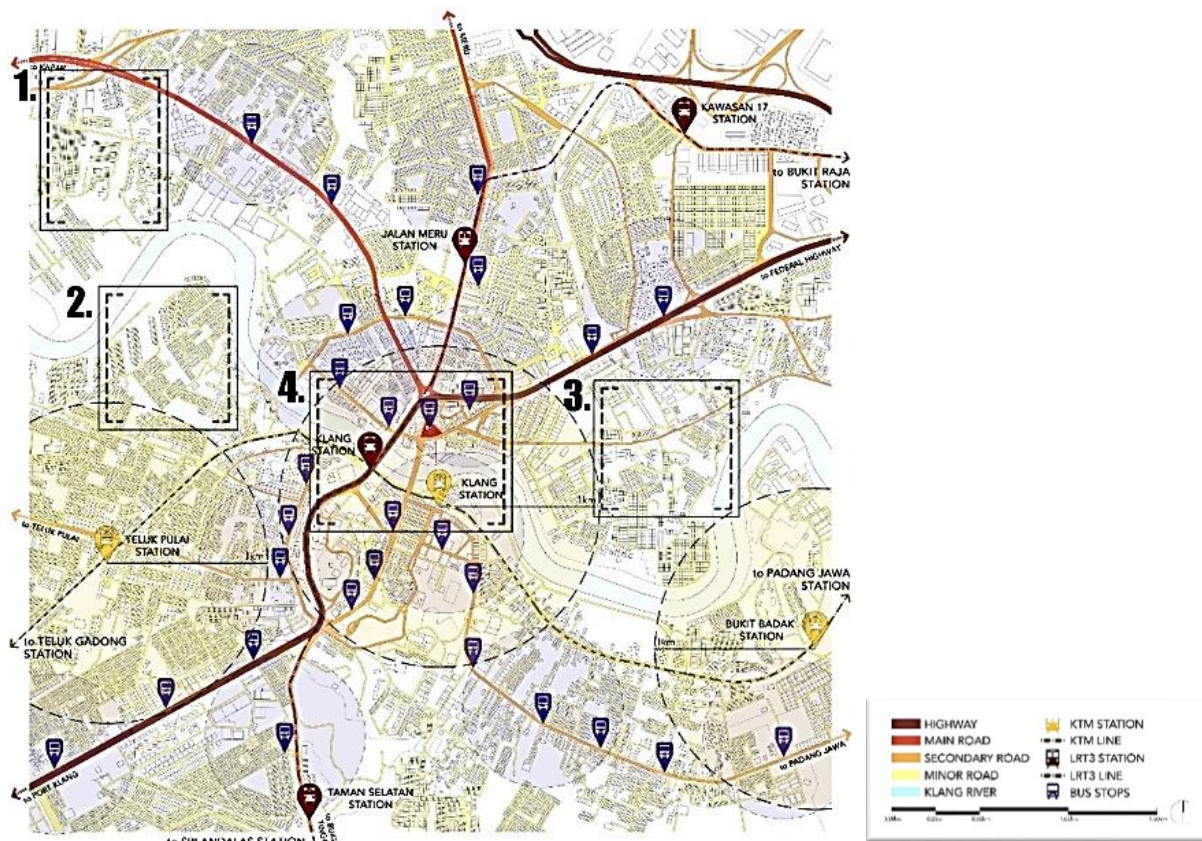 to MERU
to KAPAR
1.
KAWASAN 17
STATION
to BUKIT RAJA
STATION
JALAN MERU
STATION
to FEDERAL HIGHWAY
2.
4.
3.
KLANG
STATION
KLANG
STATION
1km
to TELUK PULAI
TELUK PULAI
STATION
1km
to PADANG JAWA
STATION
BUKIT BADAK
STATION
1km
to TELUK GADONG
STATION
to PORT KLANG
to PADANG JAWA
TAMAN SELATAN
STATION
HIGHWAY
MAIN ROAD
SECONDARY ROAD
MINOR ROAD
KLANG RIVER
KTM STATION
KTM LINE
LRT3 STATION
LRT3 LINE
BUS STOPS